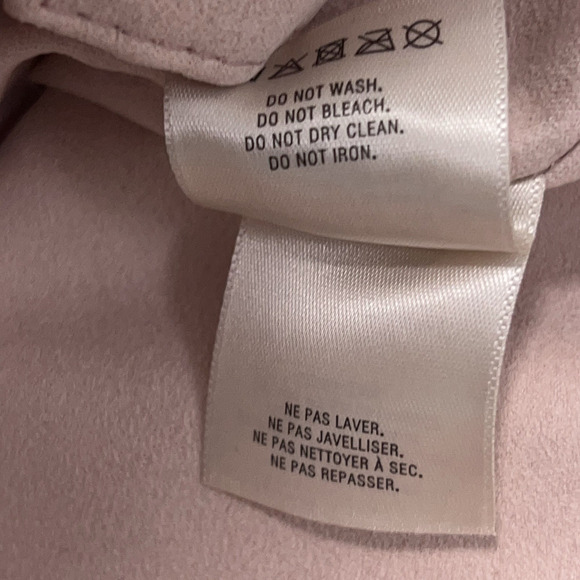 DO NOT WASH.
DO NOT BLEACH.
DO NOT DRY CLEAN.
DO NOT IRON.
NE PAS LAVER.
NE PAS JAVELLISER.
NE PAS NETTOYER À SEC.
NE PAS REPASSER.